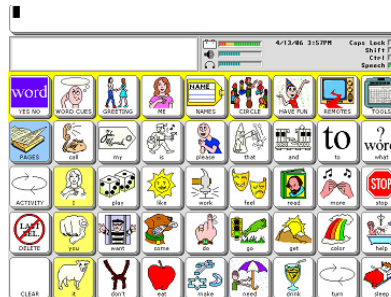 4/13/06 3:57PM
Caps Lock
Shift
Ctrl
Speech
word
NAME
YES NO WORD CUES GREETING ME NAMES CIRCLE HAVE FUN REMOTES TOOLS
to
?
PAGES call my is please that and to what
STOP
ACTIVITY I play like work feel read more stop
LAST
DELETE you want some do go get color help
CLEAR it don't eat make need drink turn sleep